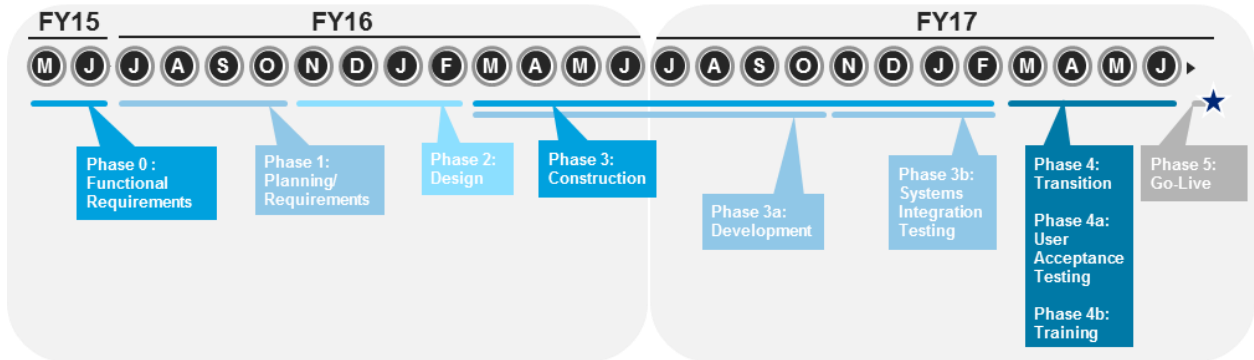 FY15 FY16 FY17
M J J A S O N D J F M A M J J A S O N D J F M A M J
Phase 0 :
Functional
Requirements
Phase 1:
Planning/
Requirements
Phase 2:
Design
Phase 3:
Construction
Phase 3a:
Development
Phase 3b:
Systems
Integration
Testing
Phase 4:
Transition
Phase 4a:
User
Acceptance
Testing
Phase 4b:
Training
Phase 5:
Go-Live